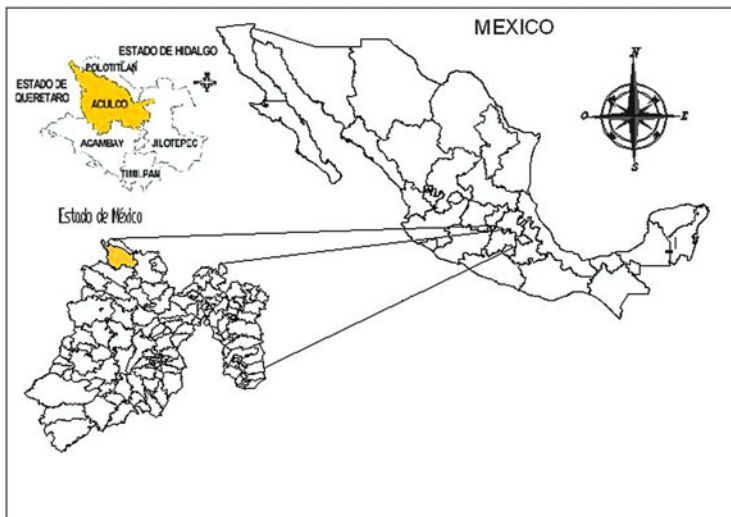 MEXICO
ESTADO DE HIDALGO
POLOTITLAN
ESTADO DE
QUERETARO
ACULCO
ACAMBAY
JILOTEPEC
TIMILPAN
N
O
E
S
Estado de México